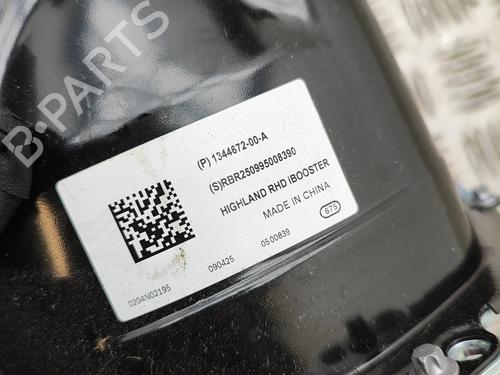 B-PARTS
(P) 1344672-00-A
(S)RBR250995008390
HIGHLAND RHD IBOOSTER
MADE IN CHINA
675
0204N02195
090425
0500839